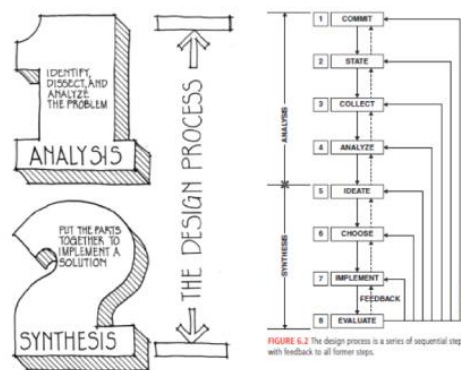 IDENTIFY,
DISSECT, AND
ANALYZE
THE PROBLEM
ANALYSIS
PUT THE PARTS
TOGETHER TO
IMPLEMENT A
SOLUTION
SYNTHESIS
THE DESIGN PROCESS
ANALYSIS
SYNTHESIS
1 COMMIT
2 STATE
3 COLLECT
4 ANALYZE
5 IDEATE
6 CHOOSE
7 IMPLEMENT
FEEDBACK
8 EVALUATE
FIGURE 6.2 The design process is a series of sequential step
with feedback to all former steps.